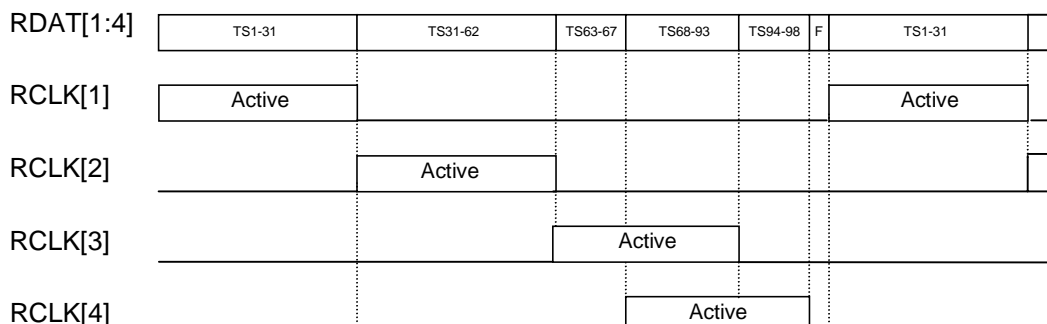 RDAT[1:4] TS1-31 TS31-62 TS63-67 TS68-93 TS94-98 F TS1-31
RCLK[1] Active Active
RCLK[2] Active
RCLK[3] Active
RCLK[4] Active